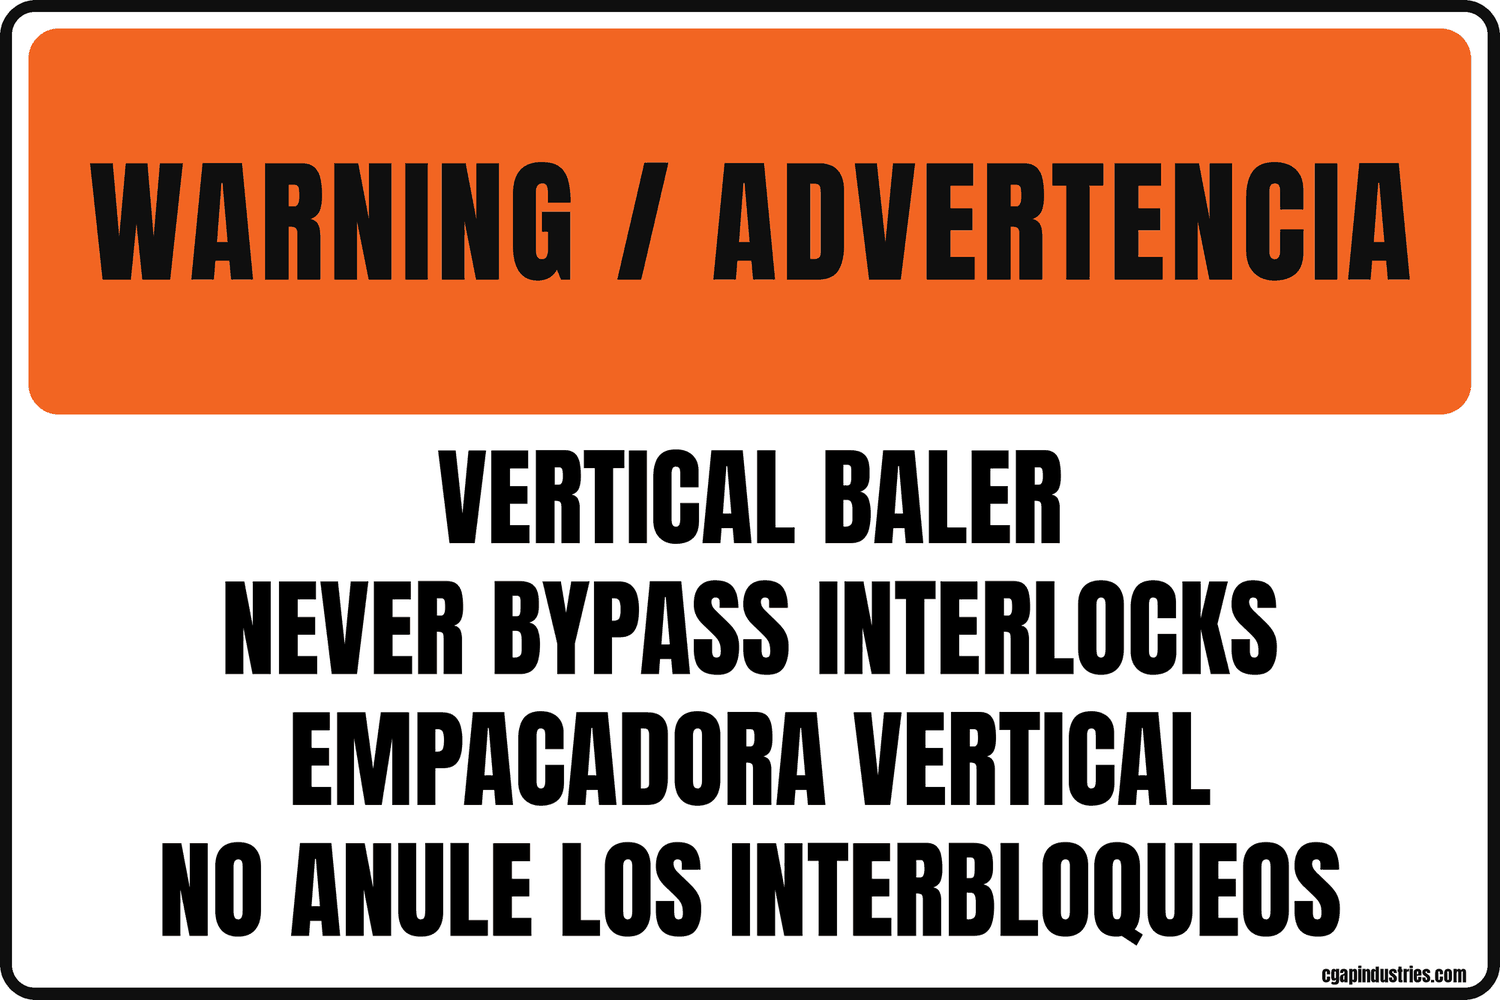 WARNING / ADVERTENCIA
VERTICAL BALER
NEVER BYPASS INTERLOCKS
EMPACADORA VERTICAL
NO ANULE LOS INTERBLOQUEOS
cgapindustries.com